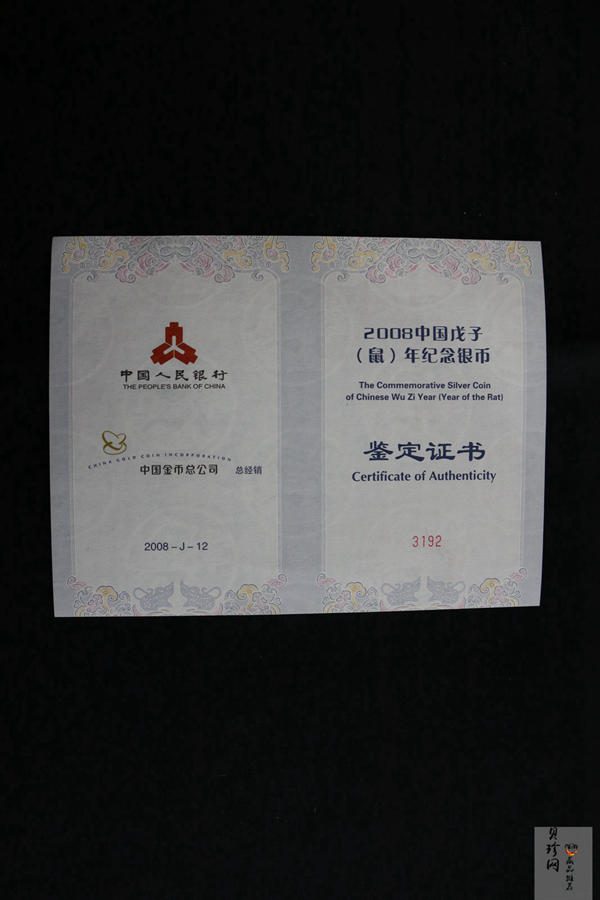 中国人民银行
THE PEOPLE'S BANK OF CHINA
CHINA GOLD COIN INCORPORATION
中国金币总公司 总经销
2008-J-12
2008中国戊子
（鼠）年纪念银币
The Commemorative Silver Coin
of Chinese Wu Zi Year (Year of the Rat)
鉴定证书
Certificate of Authenticity
3192
贝珍网